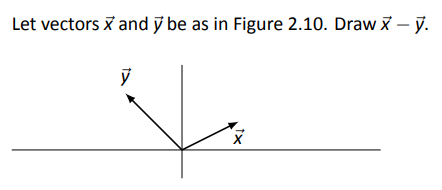 Let vectors x⃗ and y⃗ be as in Figure 2.10. Draw x⃗ − y⃗.
y⃗
x⃗